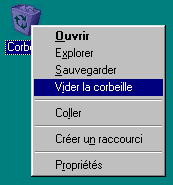 Corbe
Ouvrir
Explorer
Sauvegarder
Vider la corbeille
Coller
Créer un raccourci
Propriétés